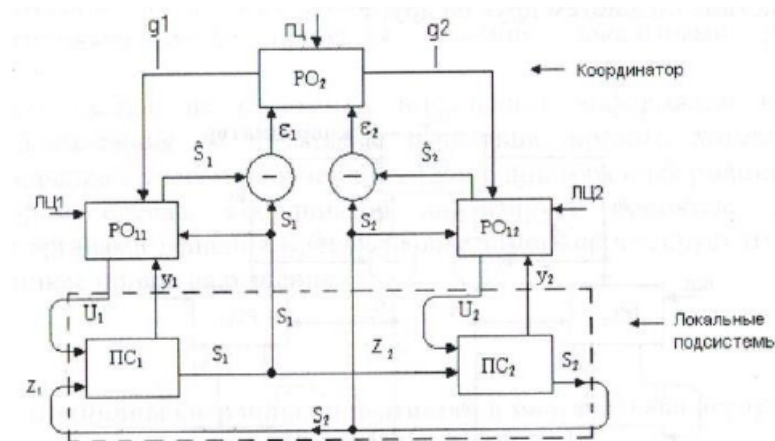 g1
ГЦ
g2
РО₂
Координатор
ε₁
ε₂
Ŝ₁
Ŝ₂
ЛЦ1
ЛЦ2
S₁
S₂
РО₁₁
РО₁₂
y₁
y₂
U₁
U₂
S₁
Локальные
подсистемы
ПС₁
S₁
Z₂
ПС₂
S₂
Z₁
S₂